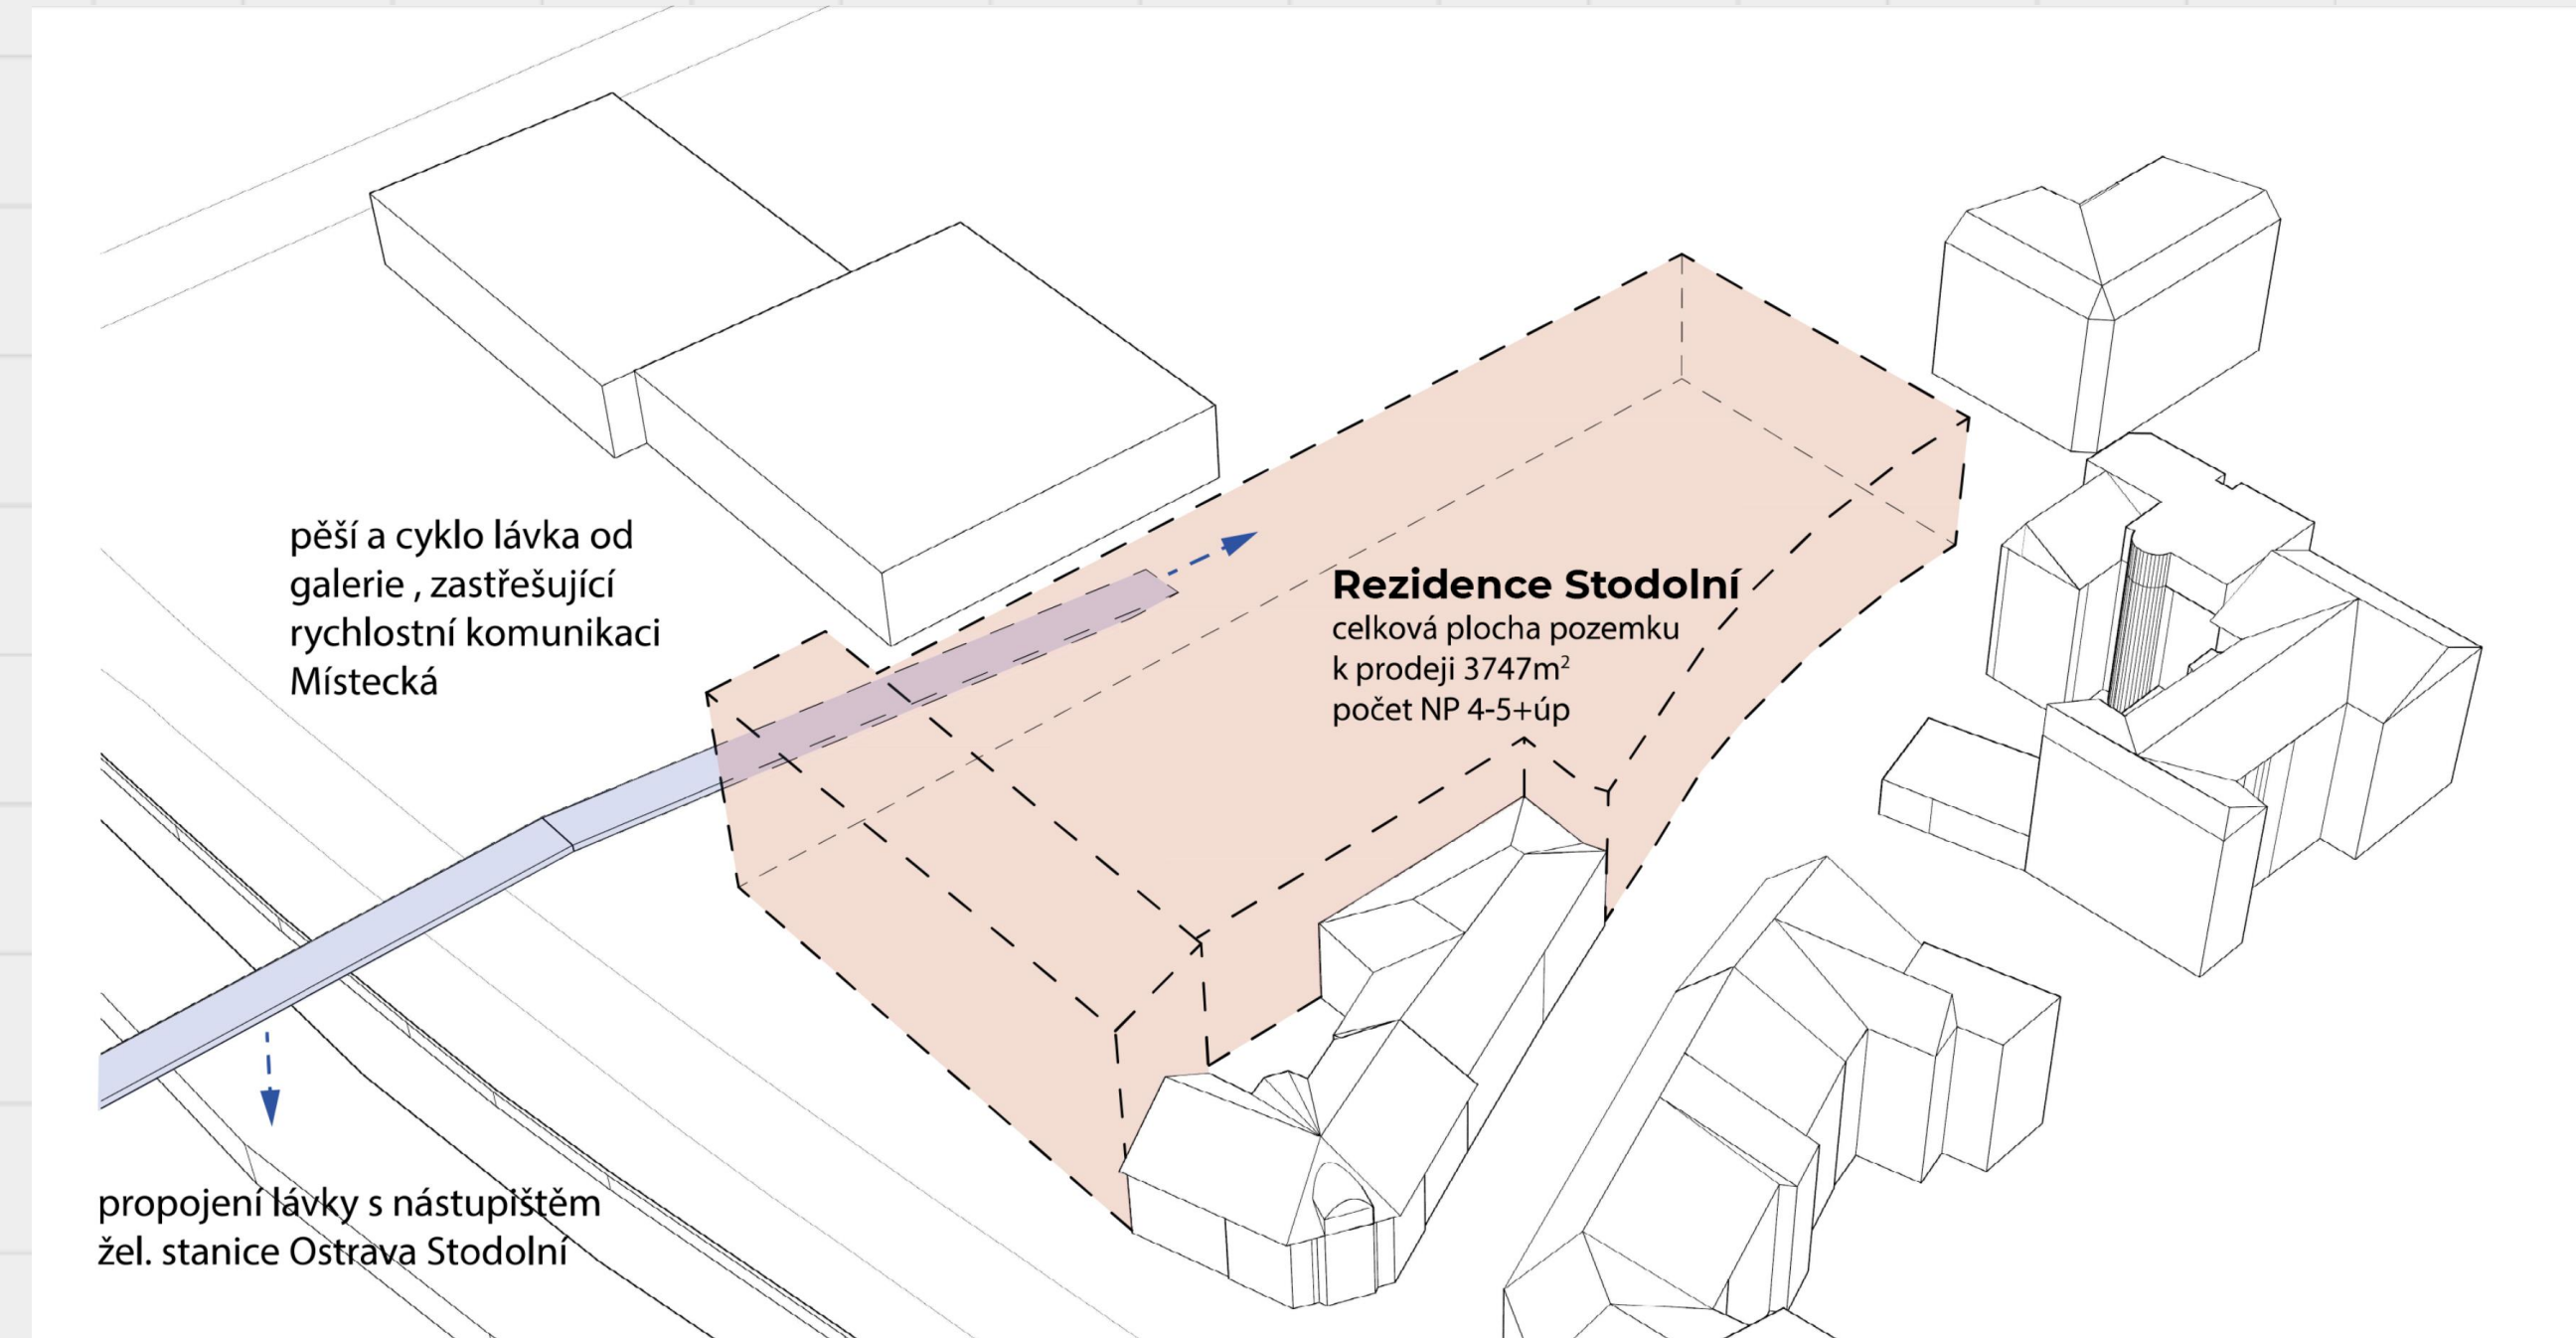 pěší a cyklo lávka od
galerie , zastřešující
rychlostní komunikaci
Místecká
Rezidence Stodolní
celková plocha pozemku
k prodeji 3747m²
počet NP 4-5+úp
propojení lávky s nástupištěm
žel. stanice Ostrava Stodolní